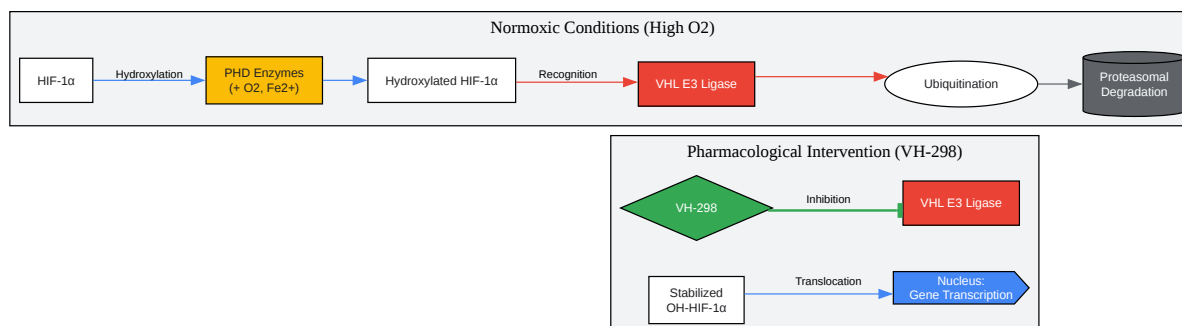 Normoxic Conditions (High O2)
HIF-1α
Hydroxylation
PHD Enzymes
(+ O2, Fe2+)
Hydroxylated HIF-1α
Recognition
VHL E3 Ligase
Ubiquitination
Proteasomal
Degradation
Pharmacological Intervention (VH-298)
VH-298
Inhibition
VHL E3 Ligase
Stabilized
OH-HIF-1α
Translocation
Nucleus:
Gene Transcription